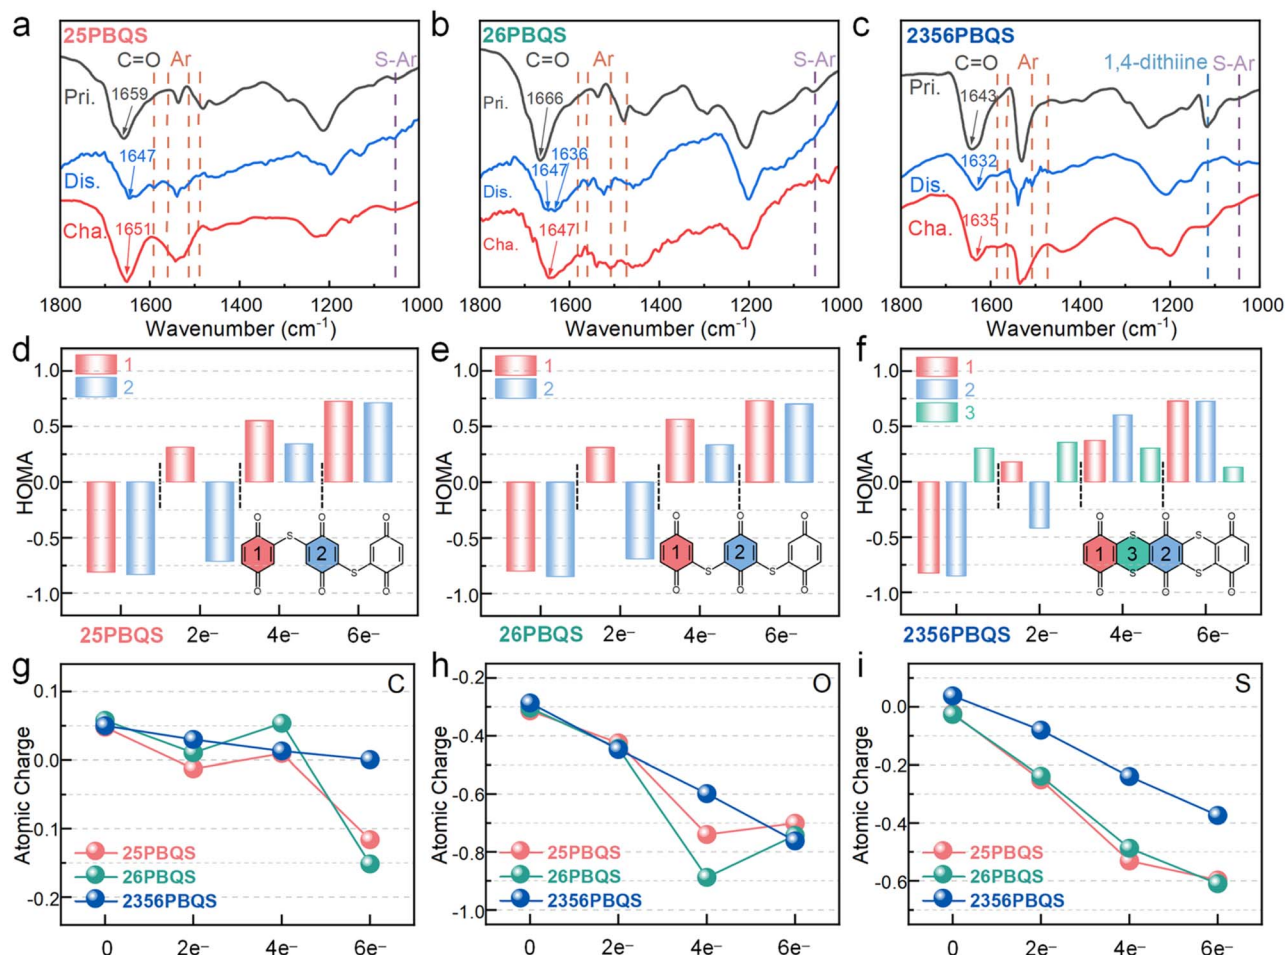 a
25PBQS
C=O
Ar
S-Ar
Pri.
1659
1647
Dis.
1651
Cha.
1800
1600
1400
1200
1000
Wavenumber (cm⁻¹)
b
26PBQS
C=O
Ar
S-Ar
Pri.
1666
1636
1647
Dis.
1647
Cha.
1800
1600
1400
1200
1000
Wavenumber (cm⁻¹)
c
2356PBQS
C=O
Ar
1,4-dithiine
S-Ar
Pri.
1643
1632
Dis.
1635
Cha.
1800
1600
1400
1200
1000
Wavenumber (cm⁻¹)
d
1
2
HOMA
1.0
0.5
0.0
-0.5
-1.0
O
O
S
1
2
O
O
S
O
O
25PBQS
2e⁻
4e⁻
6e⁻
e
1
2
HOMA
1.0
0.5
0.0
-0.5
-1.0
O
O
O
1
2
S
S
O
O
O
26PBQS
2e⁻
4e⁻
6e⁻
f
1
2
3
HOMA
1.0
0.5
0.0
-0.5
-1.0
O
O
O
S
S
1
3
2
S
S
O
O
O
2356PBQS
2e⁻
4e⁻
6e⁻
g
C
Atomic Charge
0.1
0.0
-0.1
-0.2
25PBQS
26PBQS
2356PBQS
0
2e⁻
4e⁻
6e⁻
h
O
Atomic Charge
-0.2
-0.4
-0.6
-0.8
-1.0
25PBQS
26PBQS
2356PBQS
0
2e⁻
4e⁻
6e⁻
i
S
Atomic Charge
0.0
-0.2
-0.4
-0.6
25PBQS
26PBQS
2356PBQS
0
2e⁻
4e⁻
6e⁻